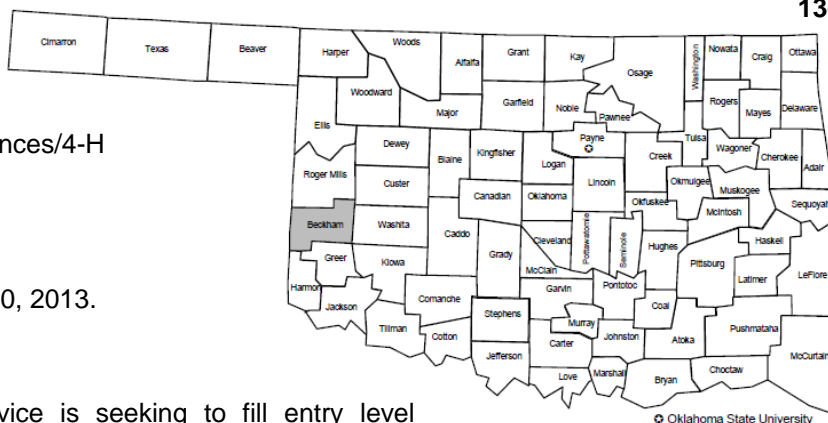 13
Cimarron Texas Beaver Harper Woods Alfalfa Grant Kay Osage Washington Nowata Craig Ottawa
Woodward Major Garfield Noble Pawnee Rogers Mayes Delaware
Ellis Dewey Blaine Kingfisher Logan Payne Creek Tulsa Wagoner Cherokee Adair
nces/4-H
Roger Mills Custer Canadian Oklahoma Lincoln Okfuskee Okmulgee Muskogee McIntosh Sequoyah
Beckham Washita Caddo Grady Cleveland Pottawatomie Seminole Hughes Pittsburg Haskell
Greer Kiowa McClain Latimer LeFlore
0, 2013.
Harmon Jackson Comanche Stephens Garvin Pontotoc Coal
Tillman Cotton Murray Johnston Atoka Pushmataha McCurtain
Jefferson Carter Love Marshall Bryan Choctaw
vice is seeking to fill entry level
Oklahoma State University